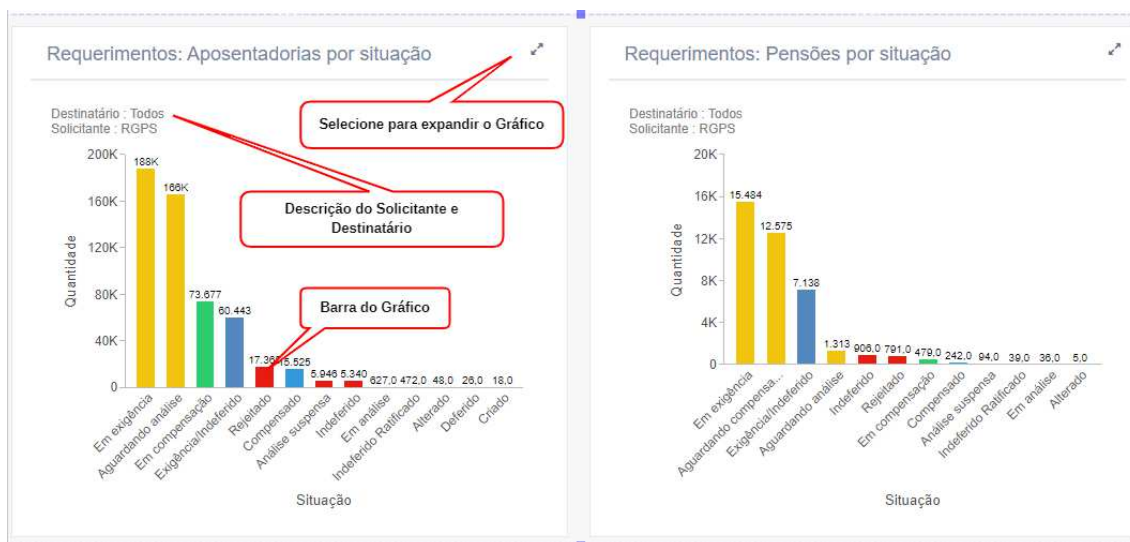 Requerimentos: Aposentadorias por situação
Destinatário : Todos
Solicitante : RGPS
Selecione para expandir o Gráfico
Descrição do Solicitante e
Destinatário
Barra do Gráfico
Quantidade
200K
160K
120K
80K
40K
0
188K
166K
73.677
60.443
15.525
5.946
5.340
627,0
472,0
48,0
26,0
18,0
Em exigência
Aguardando análise
Em compensação
Exigência/Indeferido
Rejeitado
Compensado
Análise suspensa
Indeferido
Em análise
Indeferido Ratificado
Alterado
Deferido
Criado
Situação
Requerimentos: Pensões por situação
Destinatário : Todos
Solicitante : RGPS
Quantidade
20K
16K
12K
8K
4K
0
15.484
12.575
7.138
1.313
906,0
791,0
479,0
242,0
94,0
39,0
36,0
5,0
Em exigência
Aguardando compensa...
Exigência/Indeferido
Aguardando análise
Indeferido
Rejeitado
Em compensação
Compensado
Análise suspensa
Indeferido Ratificado
Em análise
Alterado
Situação